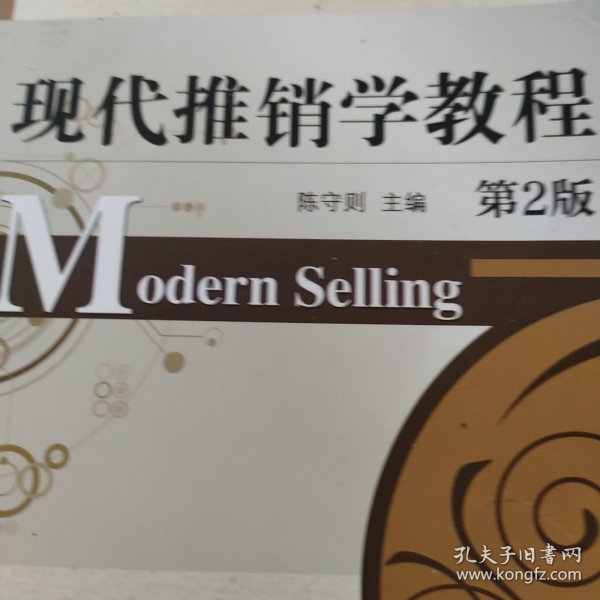 现代推销学教程
陈守则 主编 第2版
Modern Selling
孔夫子旧书网
www.kongfz.com